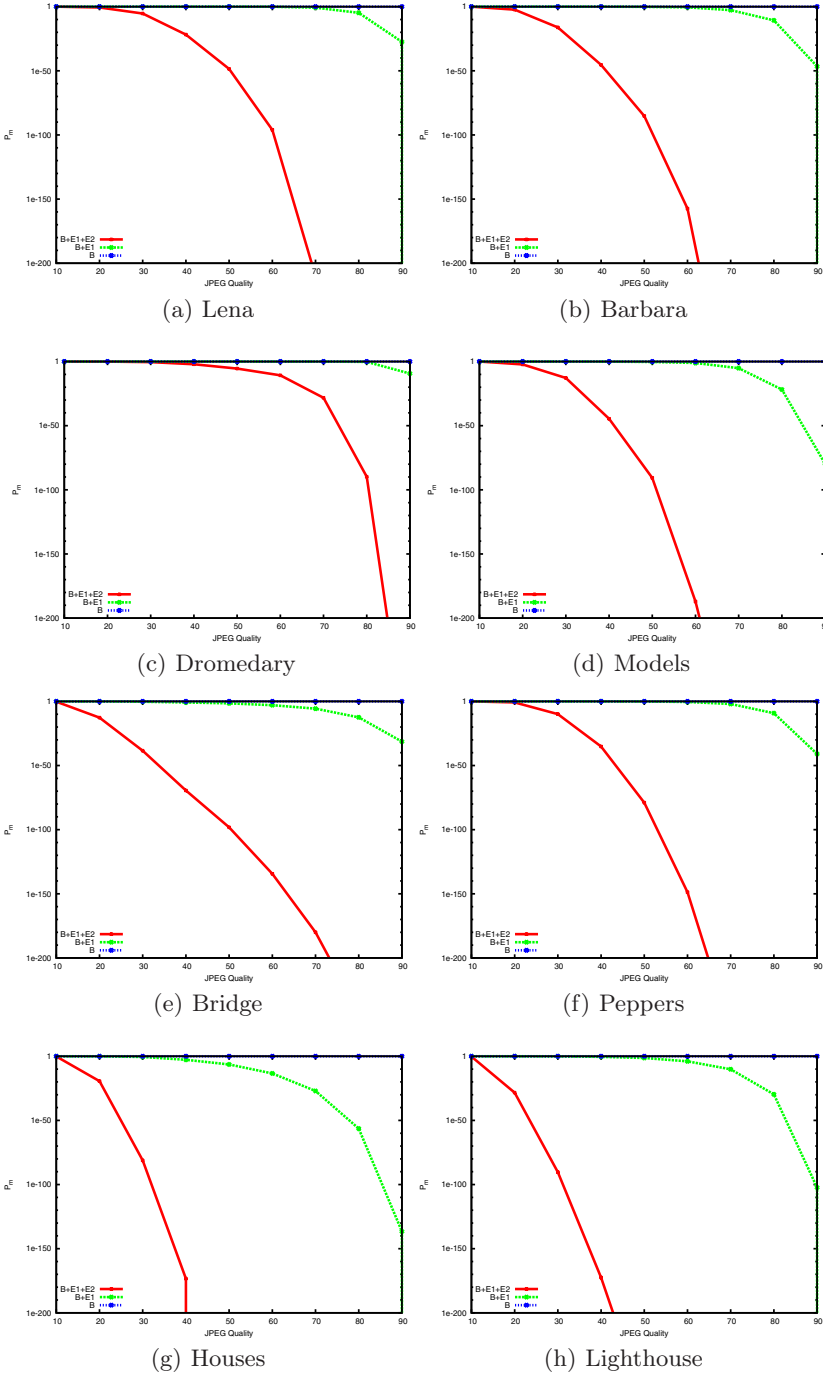 1
1e-50
1e-100
1e-150
1e-200
P_m
B+E1+E2
B+E1
B
10 20 30 40 50 60 70 80 90
JPEG Quality
(a) Lena
1
1e-50
1e-100
1e-150
1e-200
P_m
B+E1+E2
B+E1
B
10 20 30 40 50 60 70 80 90
JPEG Quality
(b) Barbara
1
1e-50
1e-100
1e-150
1e-200
P_m
B+E1+E2
B+E1
B
10 20 30 40 50 60 70 80 90
JPEG Quality
(c) Dromedary
1
1e-50
1e-100
1e-150
1e-200
P_m
B+E1+E2
B+E1
B
10 20 30 40 50 60 70 80 90
JPEG Quality
(d) Models
1
1e-50
1e-100
1e-150
1e-200
P_m
B+E1+E2
B+E1
B
10 20 30 40 50 60 70 80 90
JPEG Quality
(e) Bridge
1
1e-50
1e-100
1e-150
1e-200
P_m
B+E1+E2
B+E1
B
10 20 30 40 50 60 70 80 90
JPEG Quality
(f) Peppers
1
1e-50
1e-100
1e-150
1e-200
P_m
B+E1+E2
B+E1
B
10 20 30 40 50 60 70 80 90
JPEG Quality
(g) Houses
1
1e-50
1e-100
1e-150
1e-200
P_m
B+E1+E2
B+E1
B
10 20 30 40 50 60 70 80 90
JPEG Quality
(h) Lighthouse